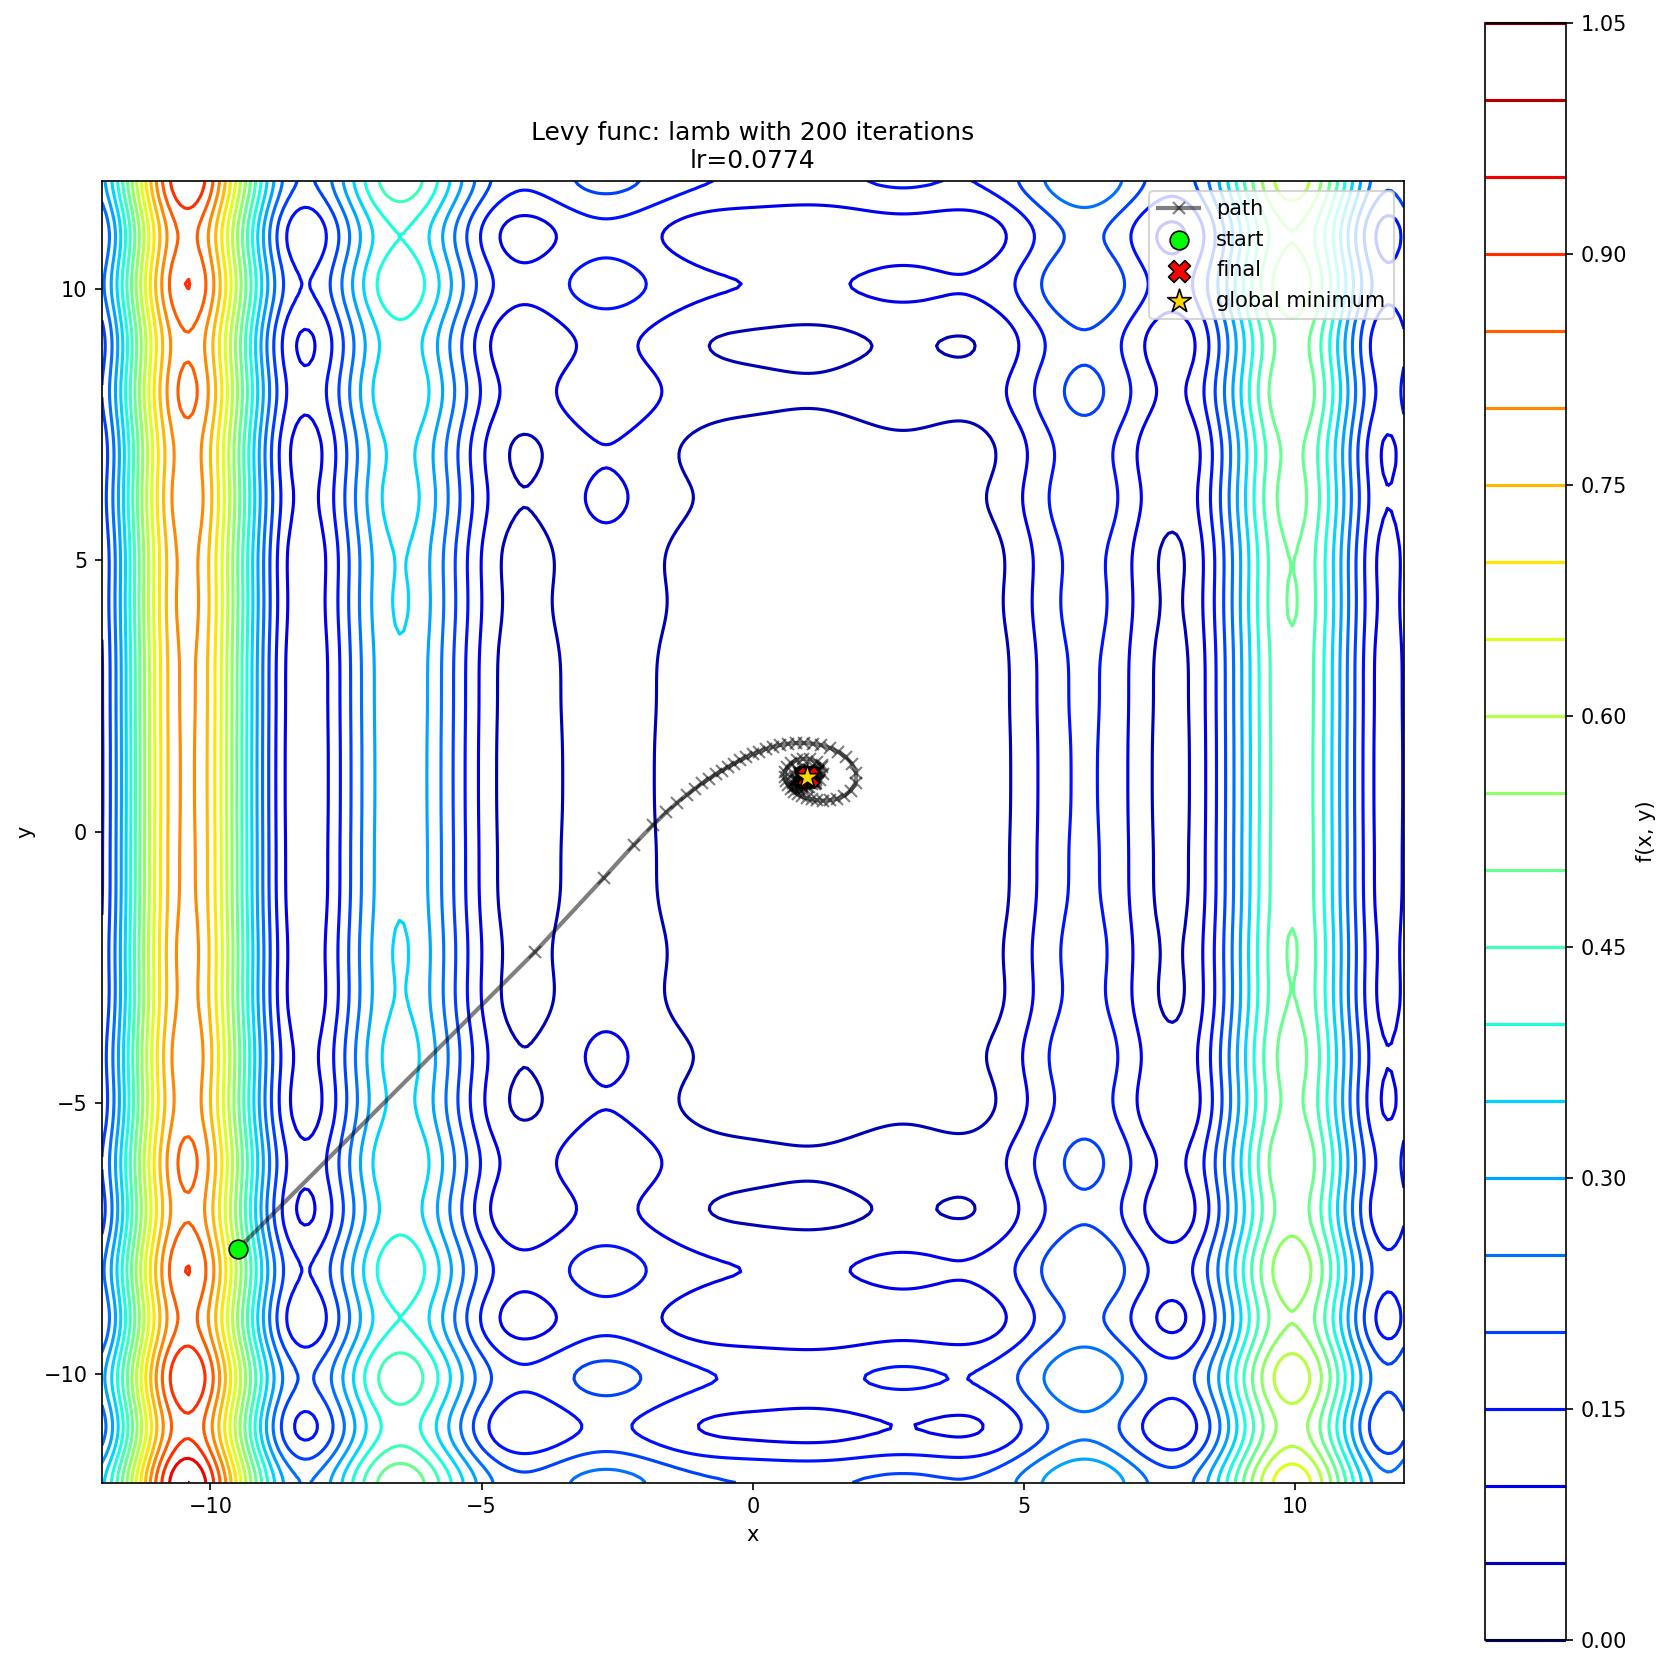 Levy func: lamb with 200 iterations
lr=0.0774
path
start
final
global minimum
10
5
0
−5
−10
y
−10
−5
0
5
10
x
1.05
0.90
0.75
0.60
0.45
0.30
0.15
0.00
f(x, y)